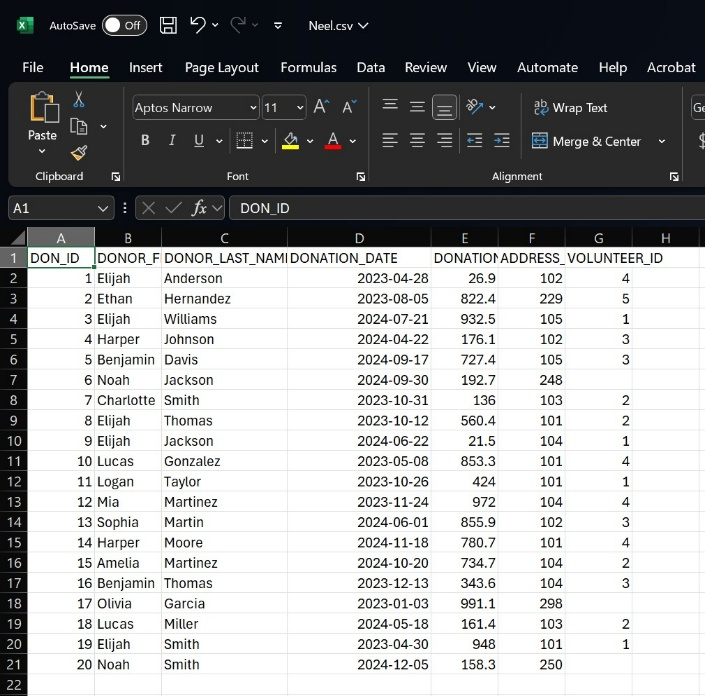 AutoSave Off Neel.csv
File Home Insert Page Layout Formulas Data Review View Automate Help Acrobat
Paste Aptos Narrow 11 A A ab Wrap Text Ge
B I U A Merge & Center $
Clipboard Font Alignment
A1 fx DON_ID
A B C D E F G H
1 DON_ID DONOR_F DONOR_LAST_NAM DONATION_DATE DONATION ADDRESS_ VOLUNTEER_ID
2 1 Elijah Anderson 2023-04-28 26.9 102 4
3 2 Ethan Hernandez 2023-08-05 822.4 229 5
4 3 Elijah Williams 2024-07-21 932.5 105 1
5 4 Harper Johnson 2024-04-22 176.1 102 3
6 5 Benjamin Davis 2024-09-17 727.4 105 3
7 6 Noah Jackson 2024-09-30 192.7 248
8 7 Charlotte Smith 2023-10-31 136 103 2
9 8 Elijah Thomas 2023-10-12 560.4 101 2
10 9 Elijah Jackson 2024-06-22 21.5 104 1
11 10 Lucas Gonzalez 2023-05-08 853.3 101 4
12 11 Logan Taylor 2023-10-26 424 101 1
13 12 Mia Martinez 2023-11-24 972 104 4
14 13 Sophia Martin 2024-06-01 855.9 102 3
15 14 Harper Moore 2024-11-18 780.7 101 4
16 15 Amelia Martinez 2024-10-20 734.7 104 2
17 16 Benjamin Thomas 2023-12-13 343.6 104 3
18 17 Olivia Garcia 2023-01-03 991.1 298
19 18 Lucas Miller 2024-05-18 161.4 103 2
20 19 Elijah Smith 2023-04-30 948 101 1
21 20 Noah Smith 2024-12-05 158.3 250
22